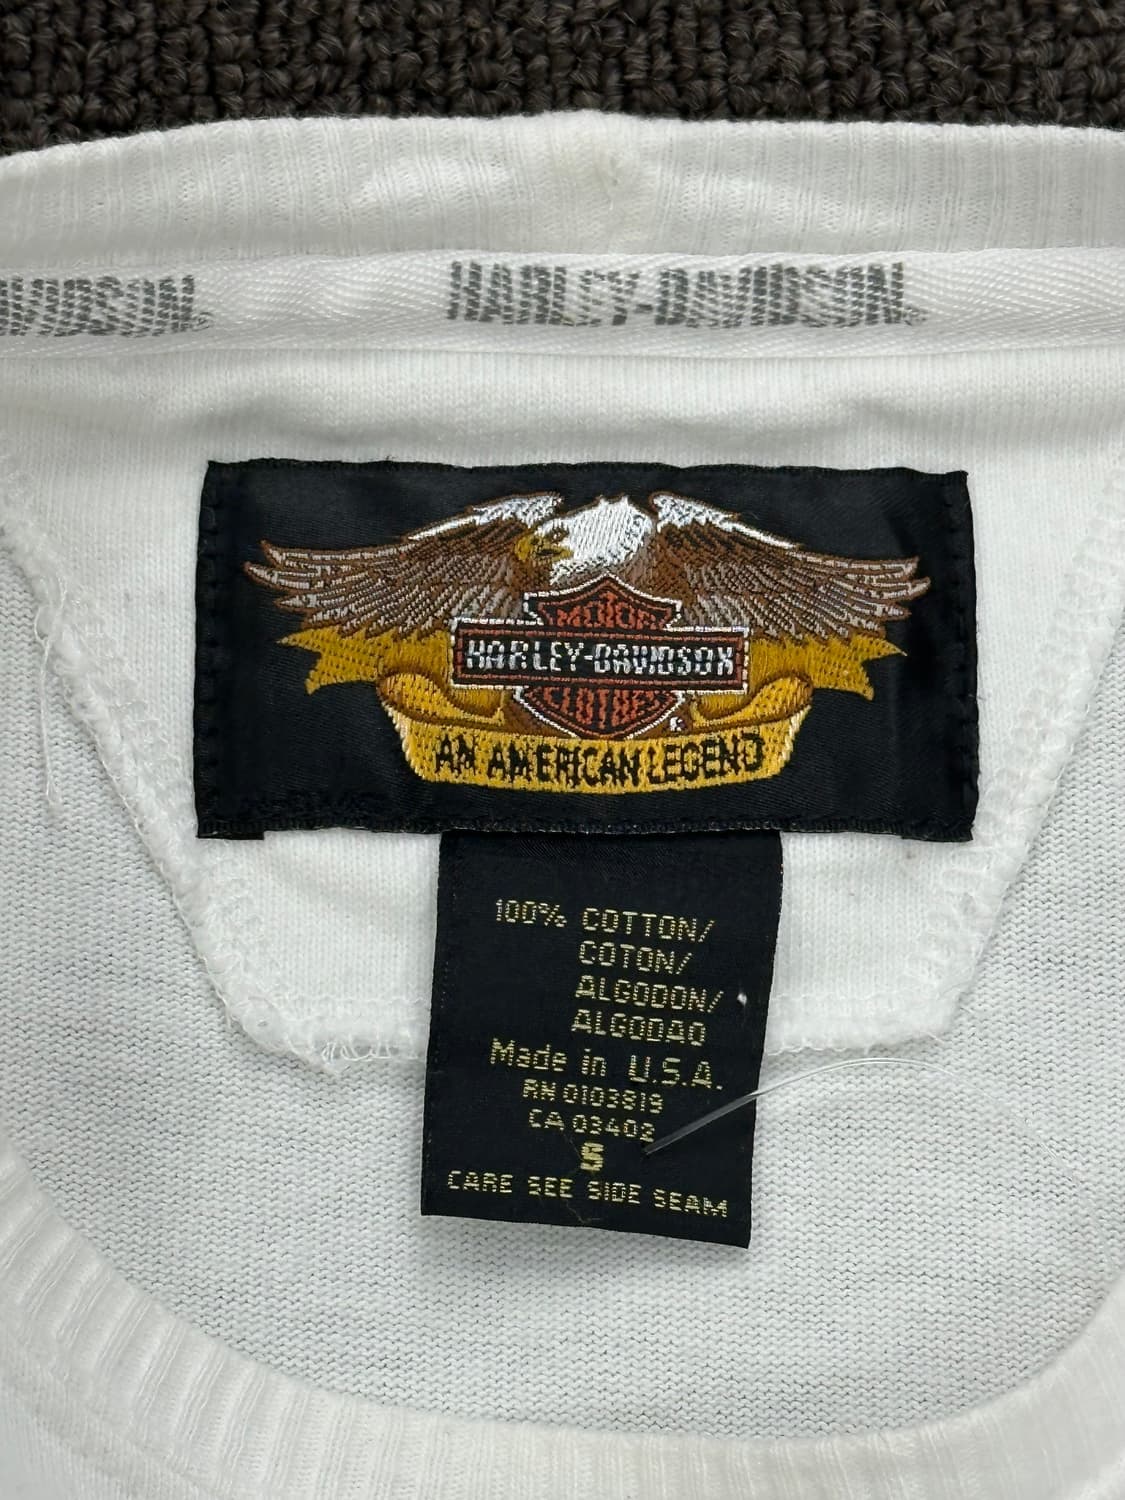 DAVIDSON HARLEY-DAVIDSON
MOTOR
HARLEY-DAVIDSON
CLOTHES
®
AN AMERICAN LEGEND
100% COTTON/
COTON/
ALGODON/
ALGODAO
Made in U.S.A.
RN 0103819
CA 03402
S
CARE SEE SIDE SEAM